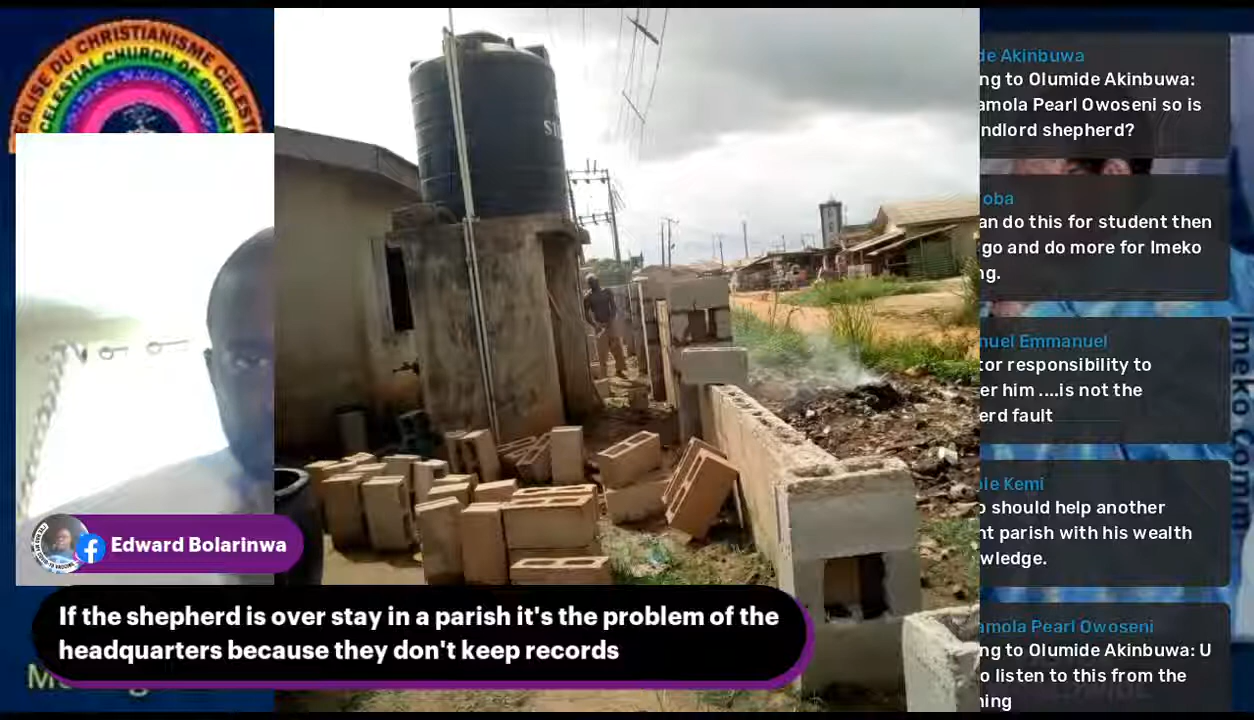 EGLISE DU CHRISTIANISME CELESTE
CELESTIAL CHURCH OF CHRIST
Edward Bolarinwa
If the shepherd is over stay in a parish it's the problem of the
headquarters because they don't keep records
de Akinbuwa
ng to Olumide Akinbuwa:
amola Pearl Owoseni so is
ndlord shepherd?
oba
an do this for student then
go and do more for Imeko
ng.
nuel Emmanuel
tor responsibility to
er him ....is not the
erd fault
le Kemi
o should help another
nt parish with his wealth
wledge.
amola Pearl Owoseni
ng to Olumide Akinbuwa: U
o listen to this from the
ning
Imeko Comm